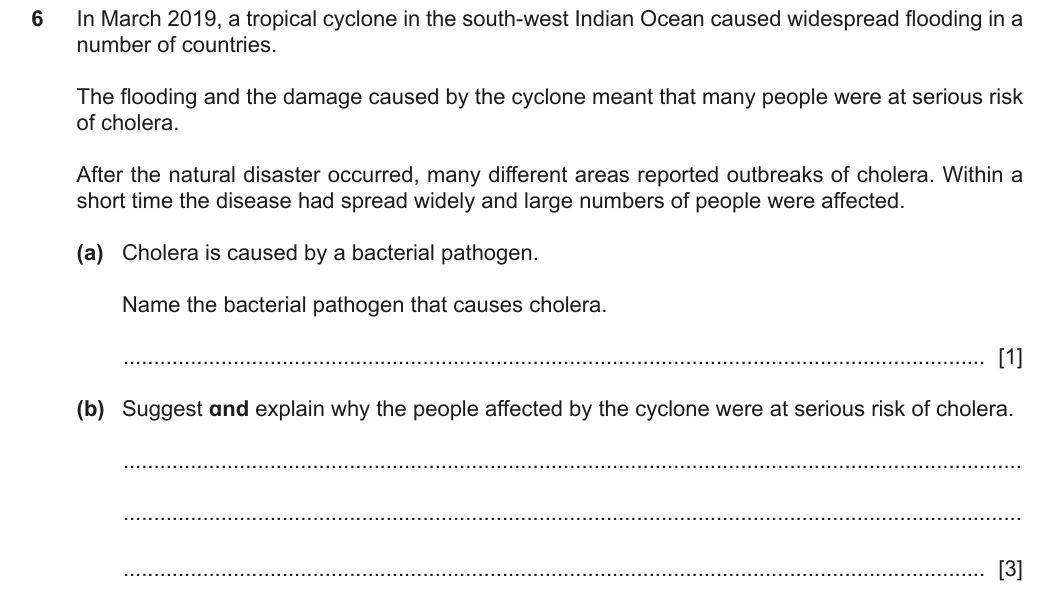 6 In March 2019, a tropical cyclone in the south-west Indian Ocean caused widespread flooding in a
number of countries.
The flooding and the damage caused by the cyclone meant that many people were at serious risk
of cholera.
After the natural disaster occurred, many different areas reported outbreaks of cholera. Within a
short time the disease had spread widely and large numbers of people were affected.
(a) Cholera is caused by a bacterial pathogen.
Name the bacterial pathogen that causes cholera.
.......................................................................................................................................... [1]
(b) Suggest and explain why the people affected by the cyclone were at serious risk of cholera.
................................................................................................................................................
................................................................................................................................................
.......................................................................................................................................... [3]